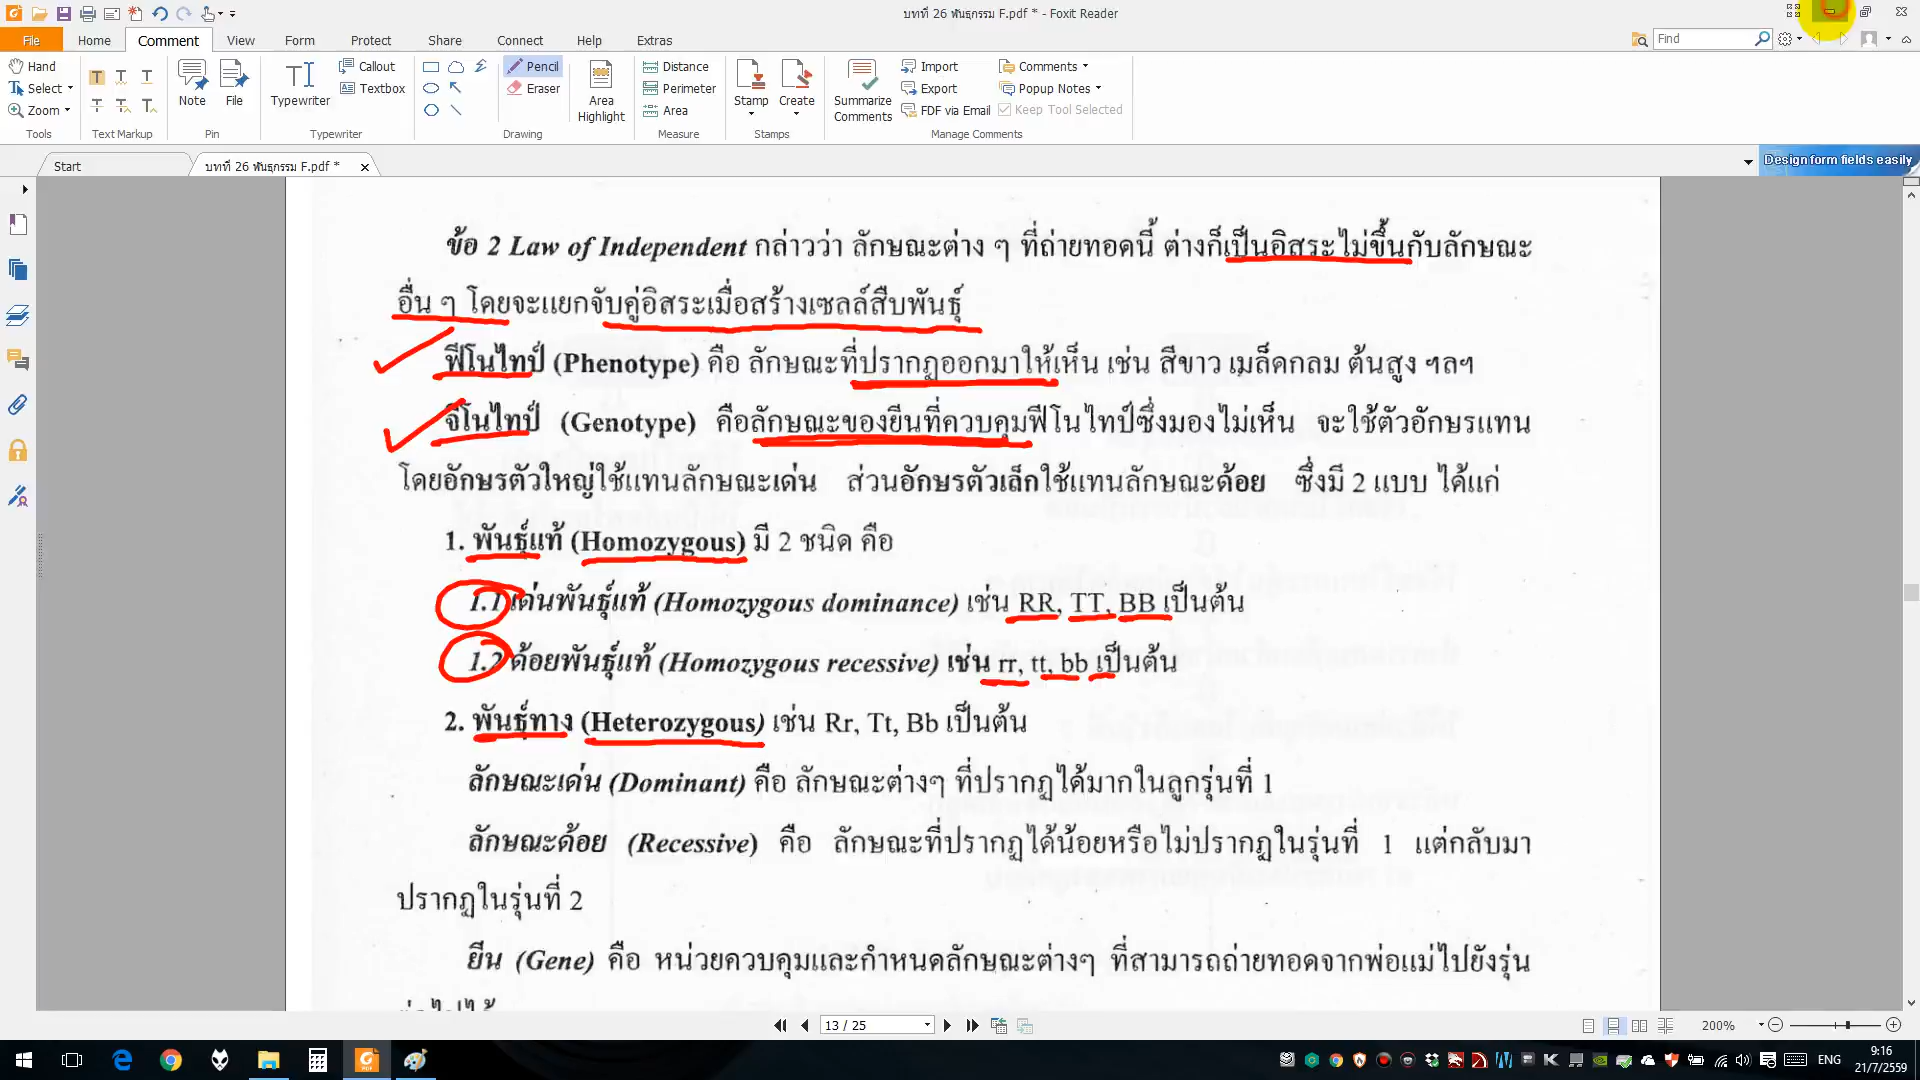 บทที่ 26 พันธุกรรม F.pdf * - Foxit Reader
File Home Comment View Form Protect Share Connect Help Extras
Find
Hand
Select
Zoom
Tools
Text Markup
Note
File
Pin
Typewriter
Callout
Textbox
Typewriter
Pencil
Eraser
Drawing
Area Highlight
Distance
Perimeter
Area
Measure
Stamp
Create
Stamps
Summarize Comments
Import
Export
FDF via Email
Comments
Popup Notes
Keep Tool Selected
Manage Comments
Start
บทที่ 26 พันธุกรรม F.pdf *
Design form fields easily
ข้อ 2 Law of Independent กล่าวว่า ลักษณะต่าง ๆ ที่ถ่ายทอดนี้ ต่างก็เป็นอิสระไม่ขึ้นกับลักษณะ
อื่น ๆ โดยจะแยกจับคู่อิสระเมื่อสร้างเซลล์สืบพันธุ์
ฟีโนไทป์ (Phenotype) คือ ลักษณะที่ปรากฏออกมาให้เห็น เช่น สีขาว เมล็ดกลม ต้นสูง ฯลฯ
จีโนไทป์ (Genotype) คือลักษณะของยีนที่ควบคุมฟีโนไทป์ซึ่งมองไม่เห็น จะใช้ตัวอักษรแทน
โดยอักษรตัวใหญ่ใช้แทนลักษณะเด่น ส่วนอักษรตัวเล็กใช้แทนลักษณะด้อย ซึ่งมี 2 แบบ ได้แก่
1. พันธุ์แท้ (Homozygous) มี 2 ชนิด คือ
1.1 เด่นพันธุ์แท้ (Homozygous dominance) เช่น RR, TT, BB เป็นต้น
1.2 ด้อยพันธุ์แท้ (Homozygous recessive) เช่น rr, tt, bb เป็นต้น
2. พันธุ์ทาง (Heterozygous) เช่น Rr, Tt, Bb เป็นต้น
ลักษณะเด่น (Dominant) คือ ลักษณะต่างๆ ที่ปรากฏได้มากในลูกรุ่นที่ 1
ลักษณะด้อย (Recessive) คือ ลักษณะที่ปรากฏได้น้อยหรือไม่ปรากฏในรุ่นที่ 1 แต่กลับมา
ปรากฏในรุ่นที่ 2
ยีน (Gene) คือ หน่วยควบคุมและกำหนดลักษณะต่างๆ ที่สามารถถ่ายทอดจากพ่อแม่ไปยังรุ่น
13 / 25
200%
ENG
9:16
21/7/2559